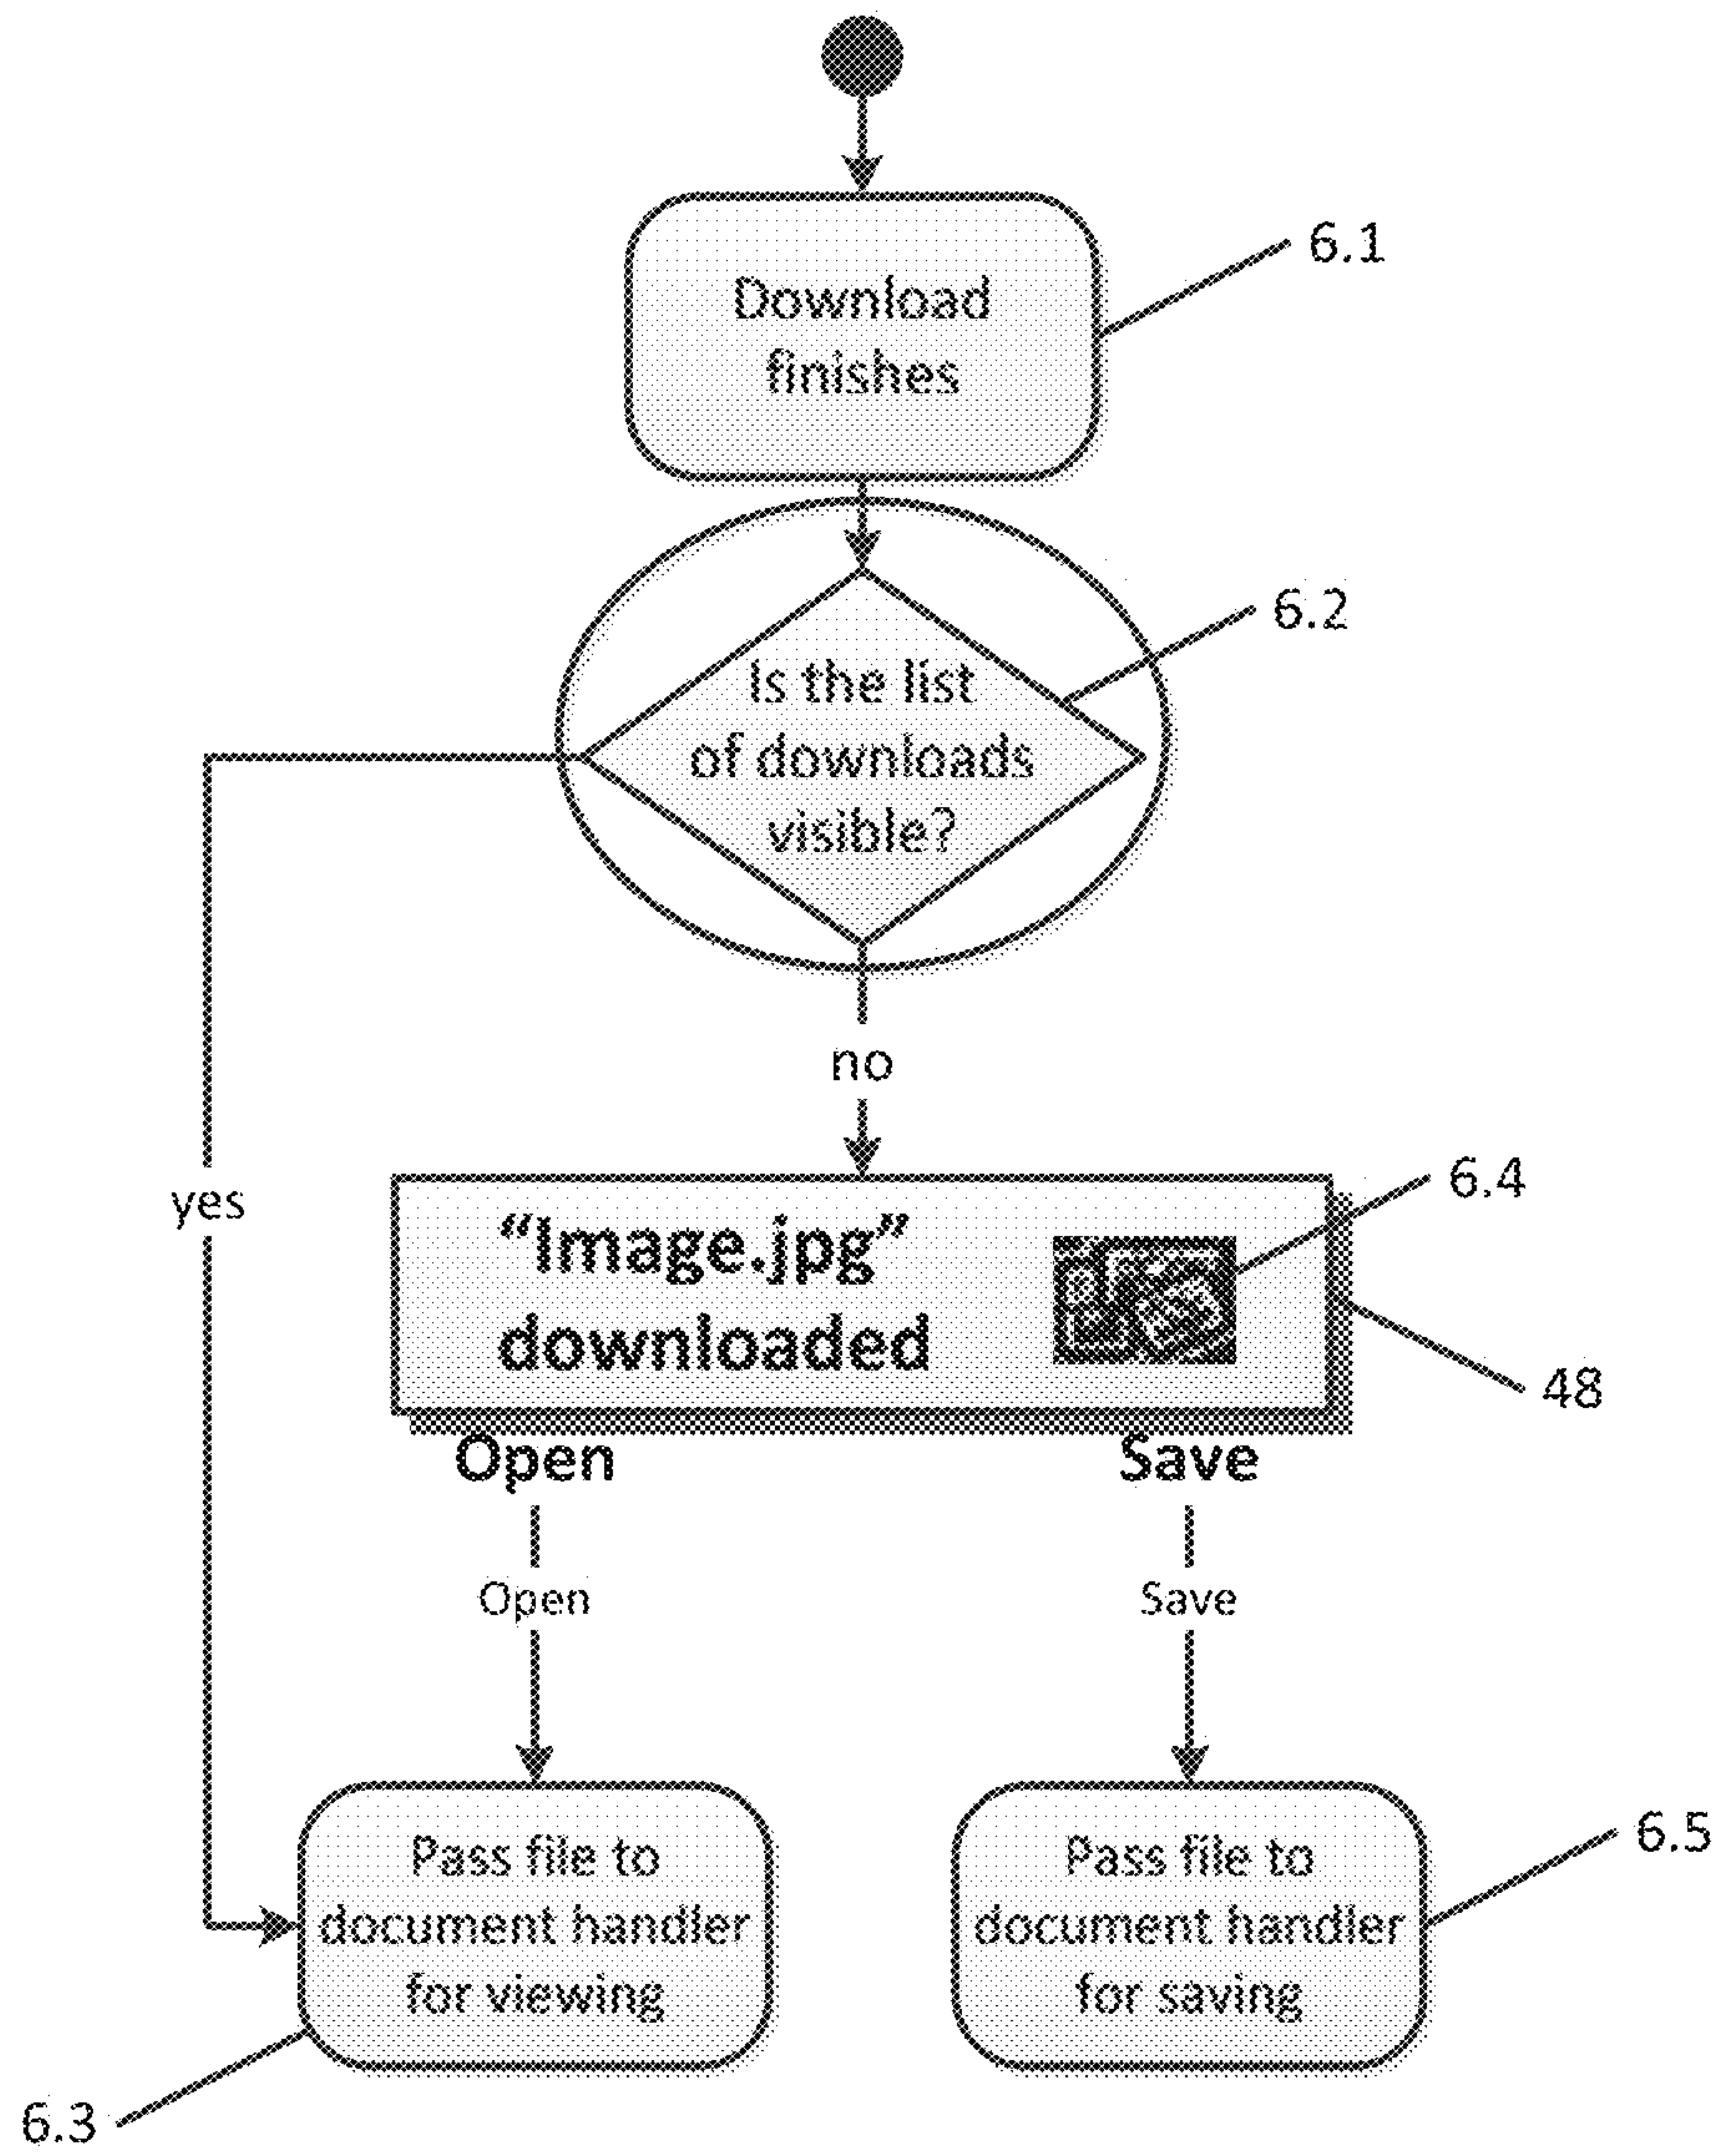 Download
finishes
6.1
6.2
Is the list
of downloads
visible?
no
yes
6.4
"Image.jpg"
downloaded
48
Open
Save
Open
Save
Pass file to
document handler
for viewing
Pass file to
document handler
for saving
6.5
6.3